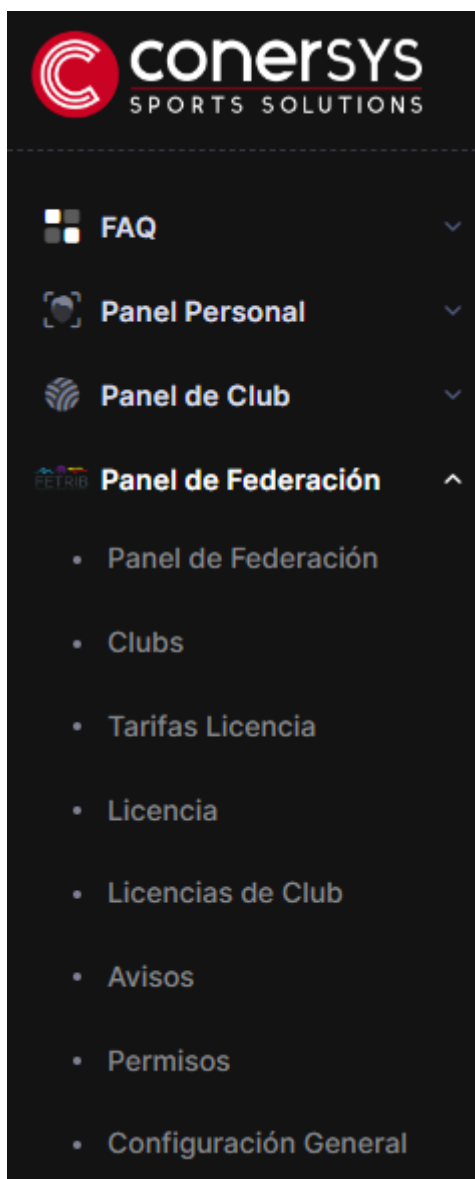 conersys
SPORTS SOLUTIONS
FAQ
Panel Personal
Panel de Club
FETRIB Panel de Federación
Panel de Federación
Clubs
Tarifas Licencia
Licencia
Licencias de Club
Avisos
Permisos
Configuración General